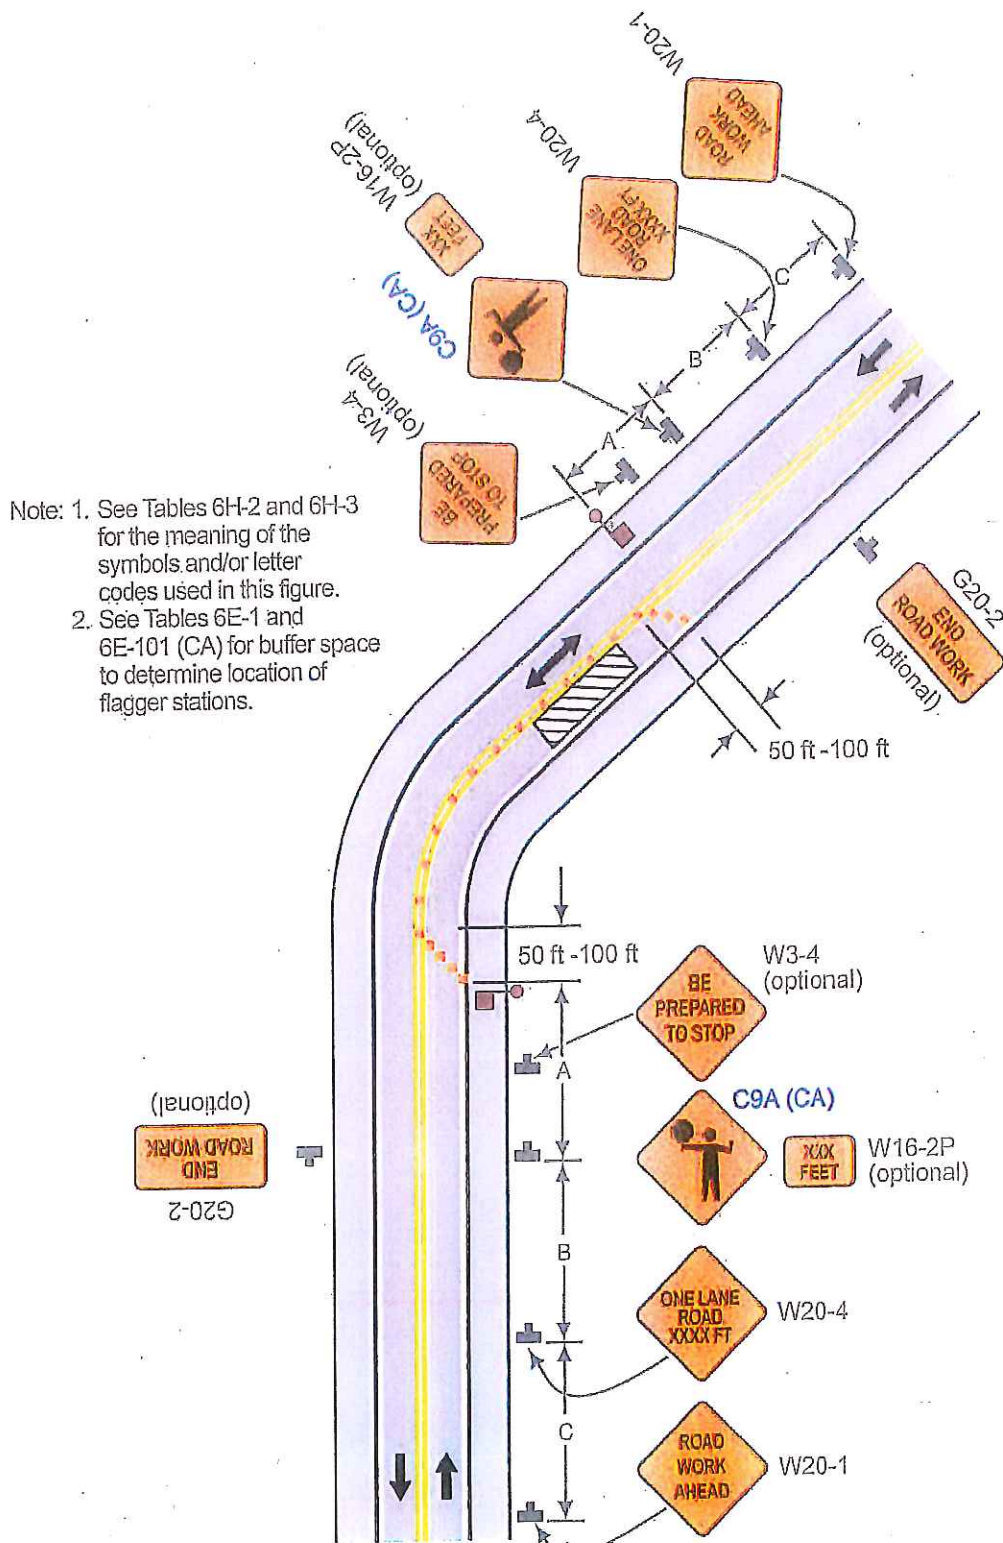 W20-1
ROAD
WORK
AHEAD
W20-4
ONE LANE
ROAD
XXXX FT
W16-2P
(optional)
XXX
FEET
C9A (CA)
W3-4
(optional)
BE
PREPARED
TO STOP
C
B
A
Note: 1. See Tables 6H-2 and 6H-3
for the meaning of the
symbols and/or letter
codes used in this figure.
2. See Tables 6E-1 and
6E-101 (CA) for buffer space
to determine location of
flagger stations.
G20-2
END
ROAD WORK
(optional)
50 ft -100 ft
50 ft -100 ft
W3-4
(optional)
BE
PREPARED
TO STOP
A
C9A (CA)
XXX
FEET
W16-2P
(optional)
G20-2
END
ROAD WORK
(optional)
B
ONE LANE
ROAD
XXXX FT
W20-4
C
ROAD
WORK
AHEAD
W20-1